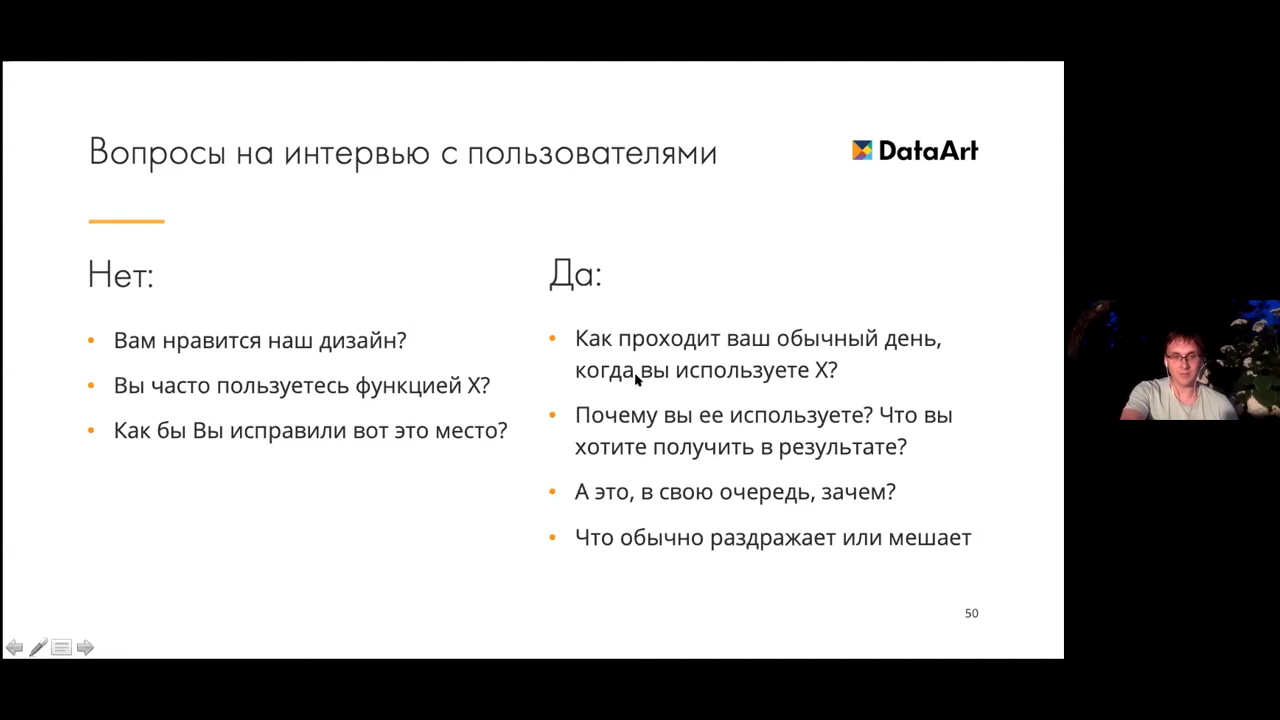 Вопросы на интервью с пользователями
DataArt
Нет:
• Вам нравится наш дизайн?
• Вы часто пользуетесь функцией X?
• Как бы Вы исправили вот это место?
Да:
• Как проходит ваш обычный день,
когда вы используете X?
• Почему вы ее используете? Что вы
хотите получить в результате?
• А это, в свою очередь, зачем?
• Что обычно раздражает или мешает
50